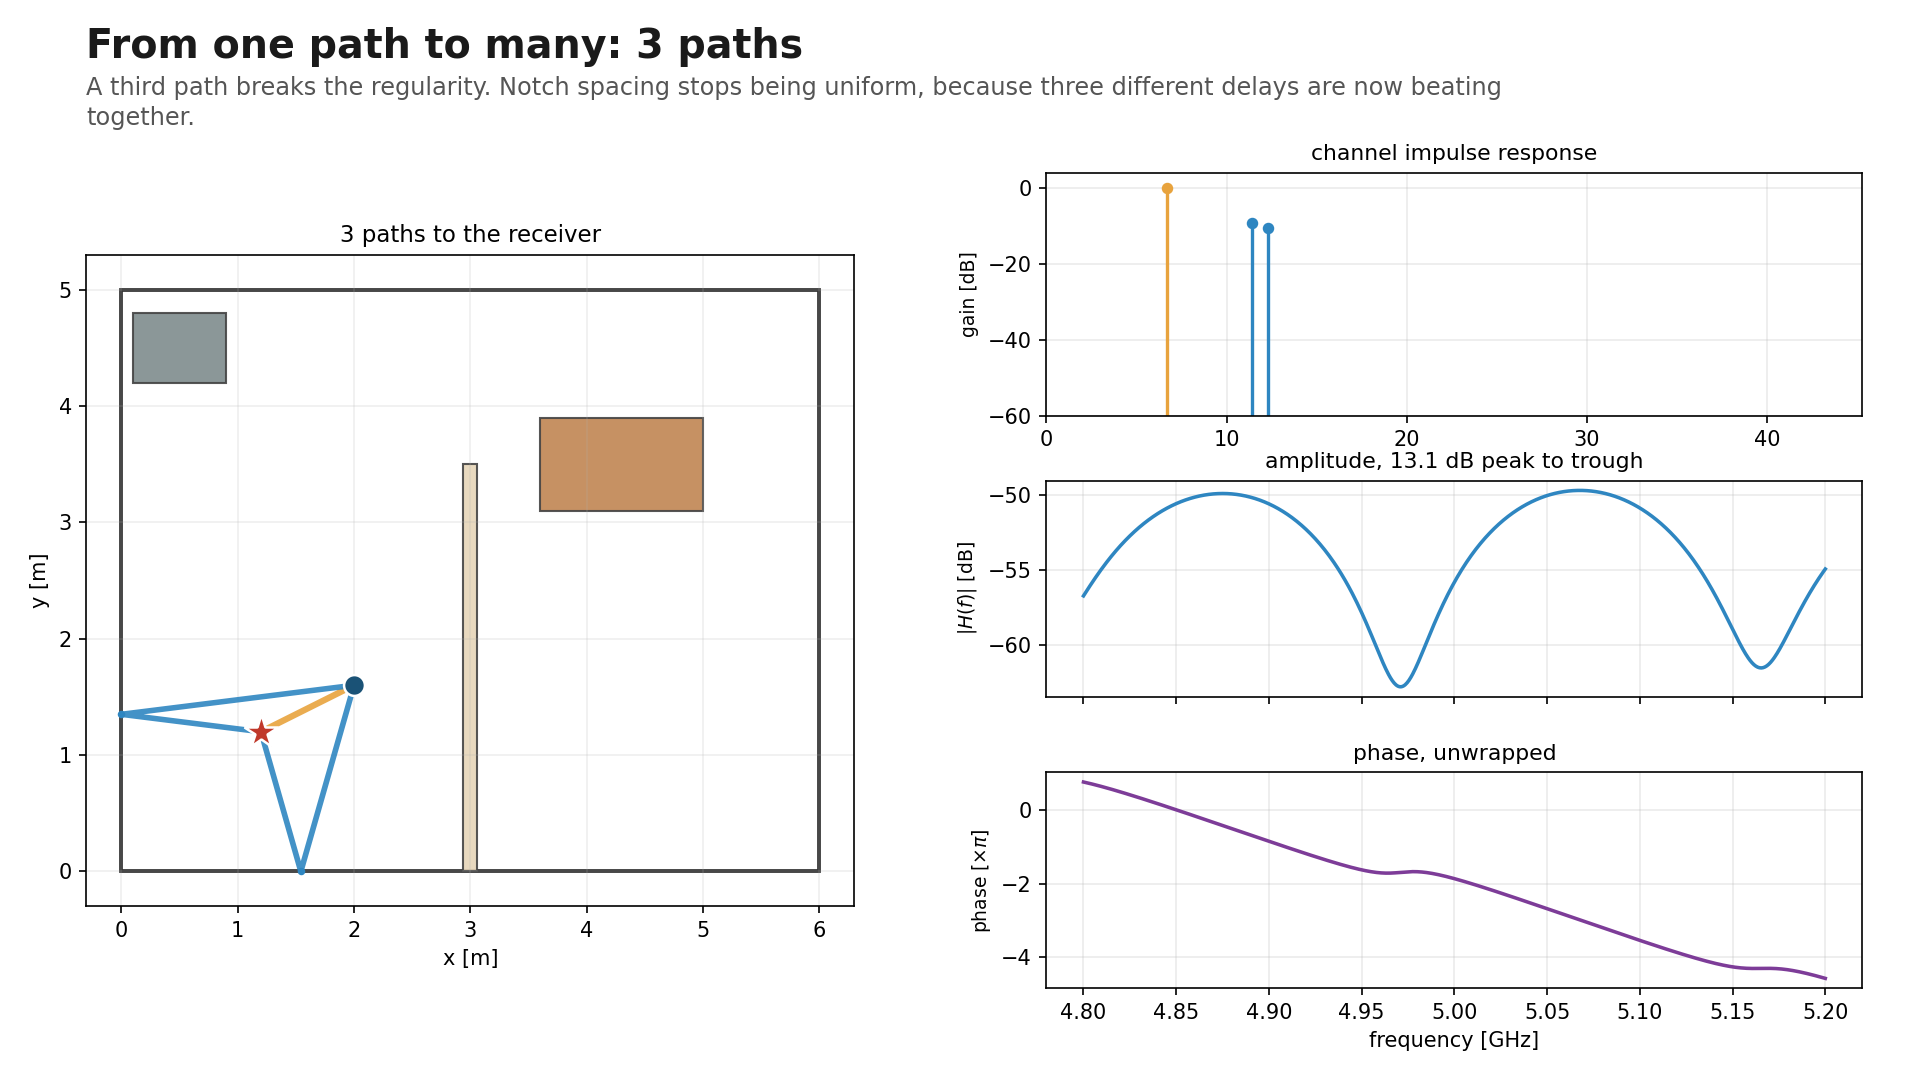 From one path to many: 3 paths
A third path breaks the regularity. Notch spacing stops being uniform, because three different delays are now beating
together.
3 paths to the receiver
y [m]
5
4
3
2
1
0
0 1 2 3 4 5 6
x [m]
channel impulse response
gain [dB]
0
−20
−40
−60
0 10 20 30 40
amplitude, 13.1 dB peak to trough
|H(f)| [dB]
−50
−55
−60
phase, unwrapped
phase [×π]
0
−2
−4
4.80 4.85 4.90 4.95 5.00 5.05 5.10 5.15 5.20
frequency [GHz]